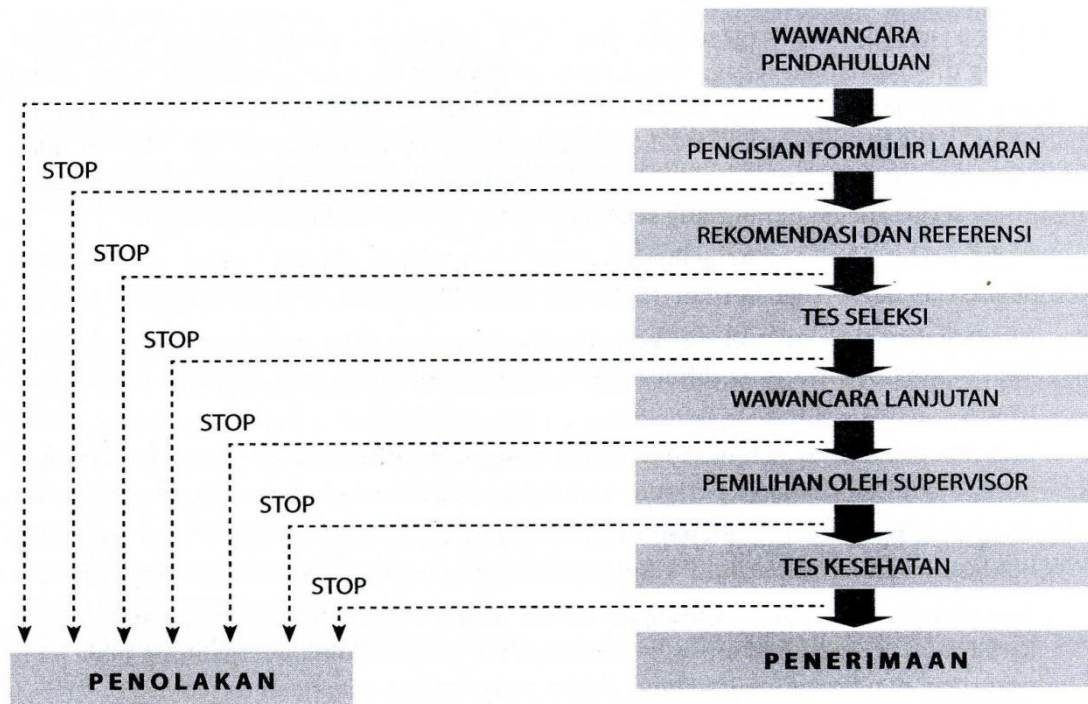 WAWANCARA
PENDAHULUAN
PENGISIAN FORMULIR LAMARAN
STOP
REKOMENDASI DAN REFERENSI
STOP
TES SELEKSI
STOP
WAWANCARA LANJUTAN
STOP
PEMILIHAN OLEH SUPERVISOR
STOP
TES KESEHATAN
STOP
PENOLAKAN
PENERIMAAN